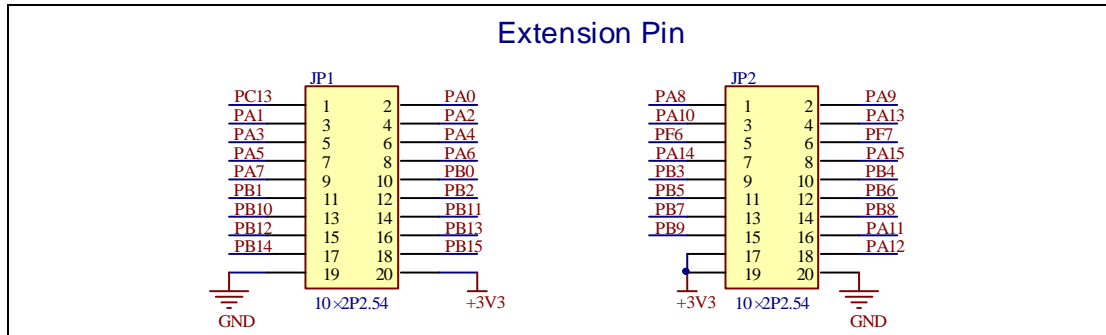 Extension Pin
JP1 JP2
PC13 1 2 PA0 PA8 1 2 PA9
PA1 3 4 PA2 PA10 3 4 PA13
PA3 5 6 PA4 PF6 5 6 PF7
PA5 7 8 PA6 PA14 7 8 PA15
PA7 9 10 PB0 PB3 9 10 PB4
PB1 11 12 PB2 PB5 11 12 PB6
PB10 13 14 PB11 PB7 13 14 PB8
PB12 15 16 PB13 PB9 15 16 PA11
PB14 17 18 PB15 17 18 PA12
19 20 19 20
GND 10×2P2.54 +3V3 +3V3 10×2P2.54 GND